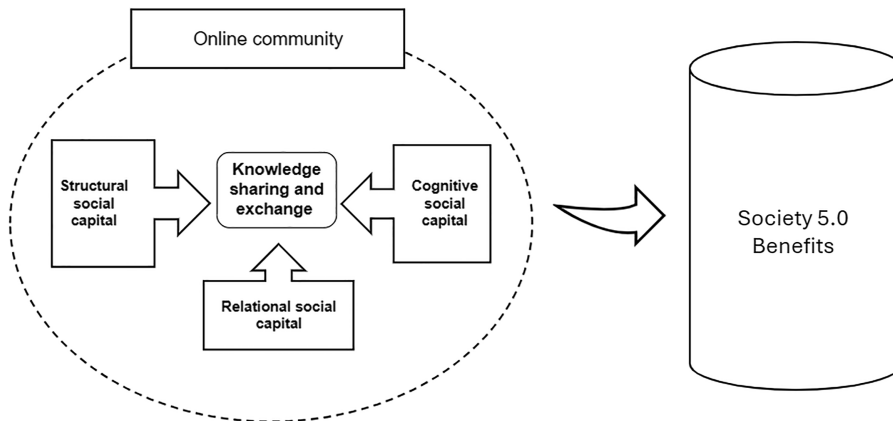 Online community
Structural
social
capital
Knowledge
sharing and
exchange
Cognitive
social
capital
Relational social
capital
Society 5.0
Benefits